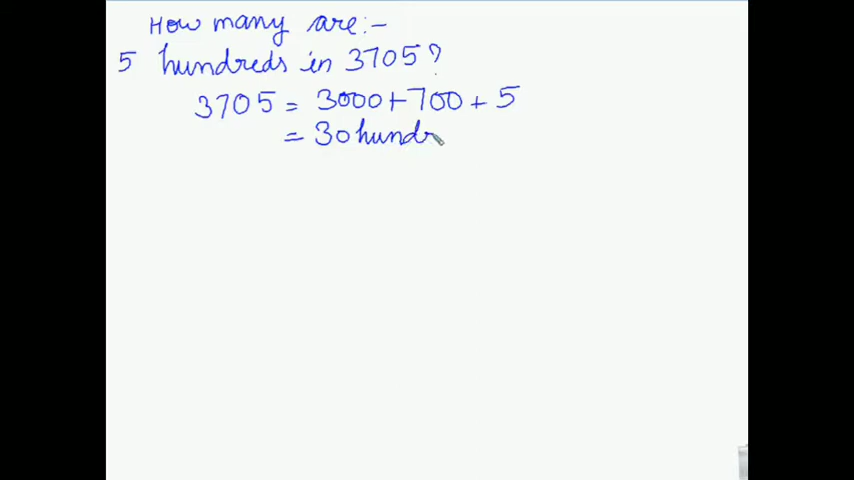 How many are:-
5 hundreds in 3705?
3705 = 3000+700+5
= 30 hundr